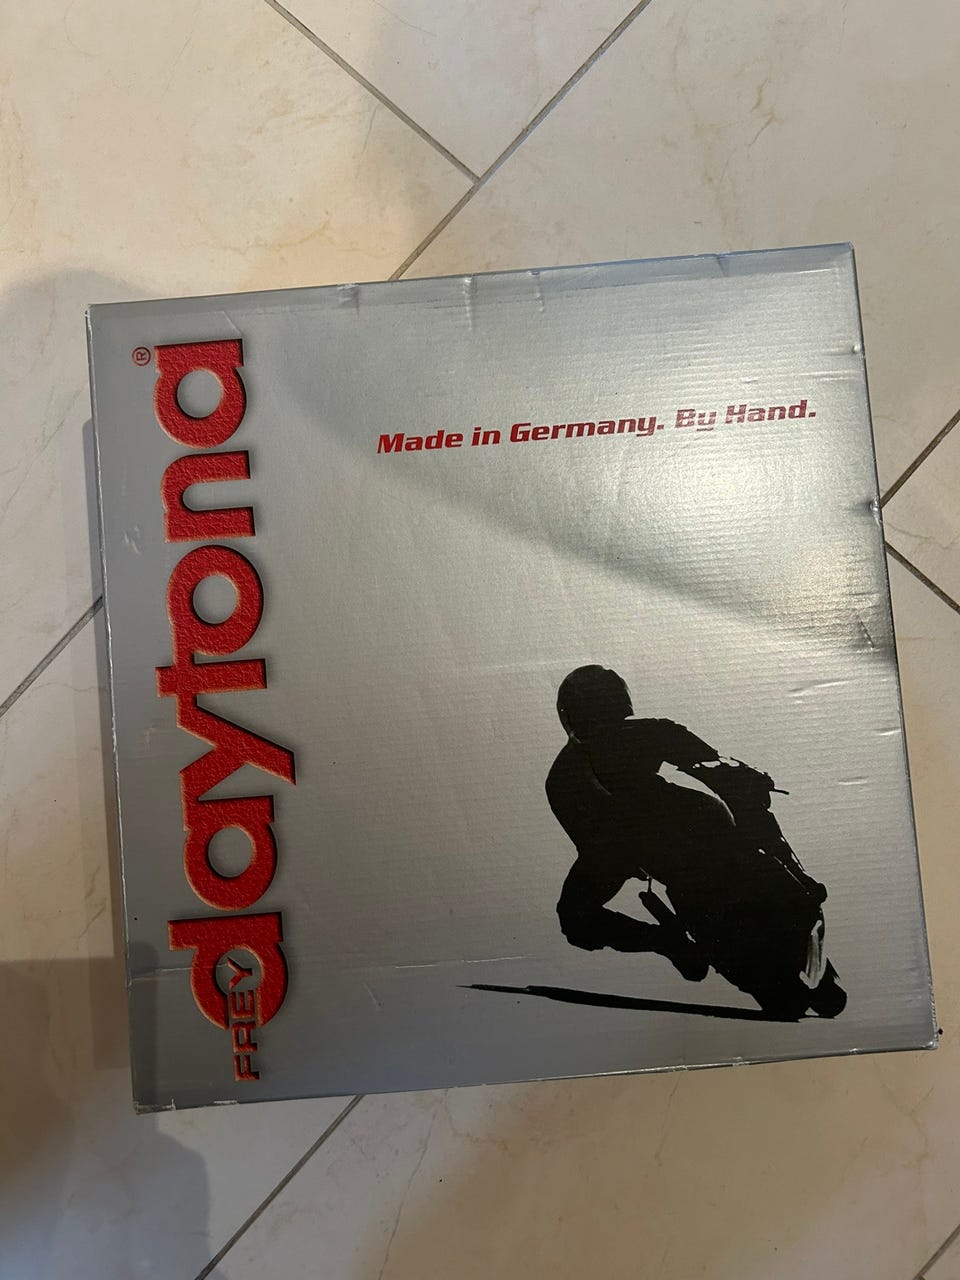 FREY
daytona®
Made in Germany. By Hand.